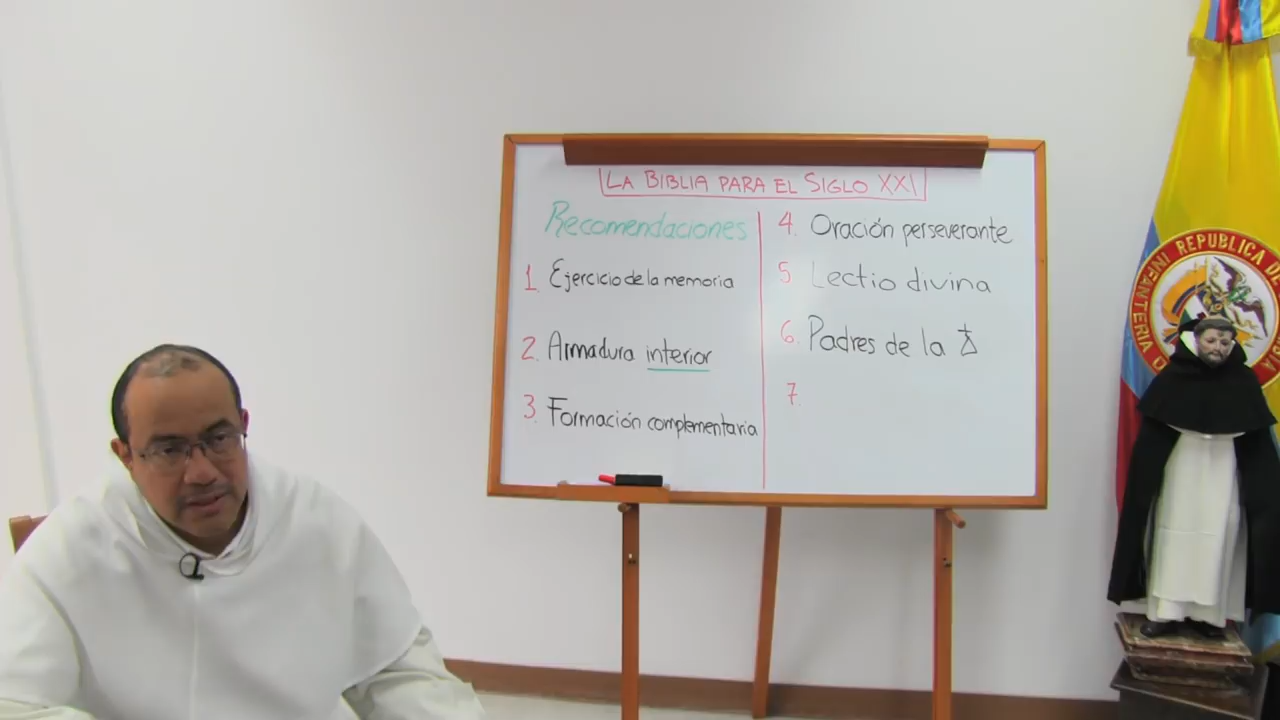 LA BIBLIA PARA EL SIGLO XXI
Recomendaciones
1. Ejercicio de la memoria
2. Armadura interior
3. Formación complementaria
4. Oración perseverante
5 Lectio divina
6. Padres de la
7.
REPUBLICA DE
INFANTERIA